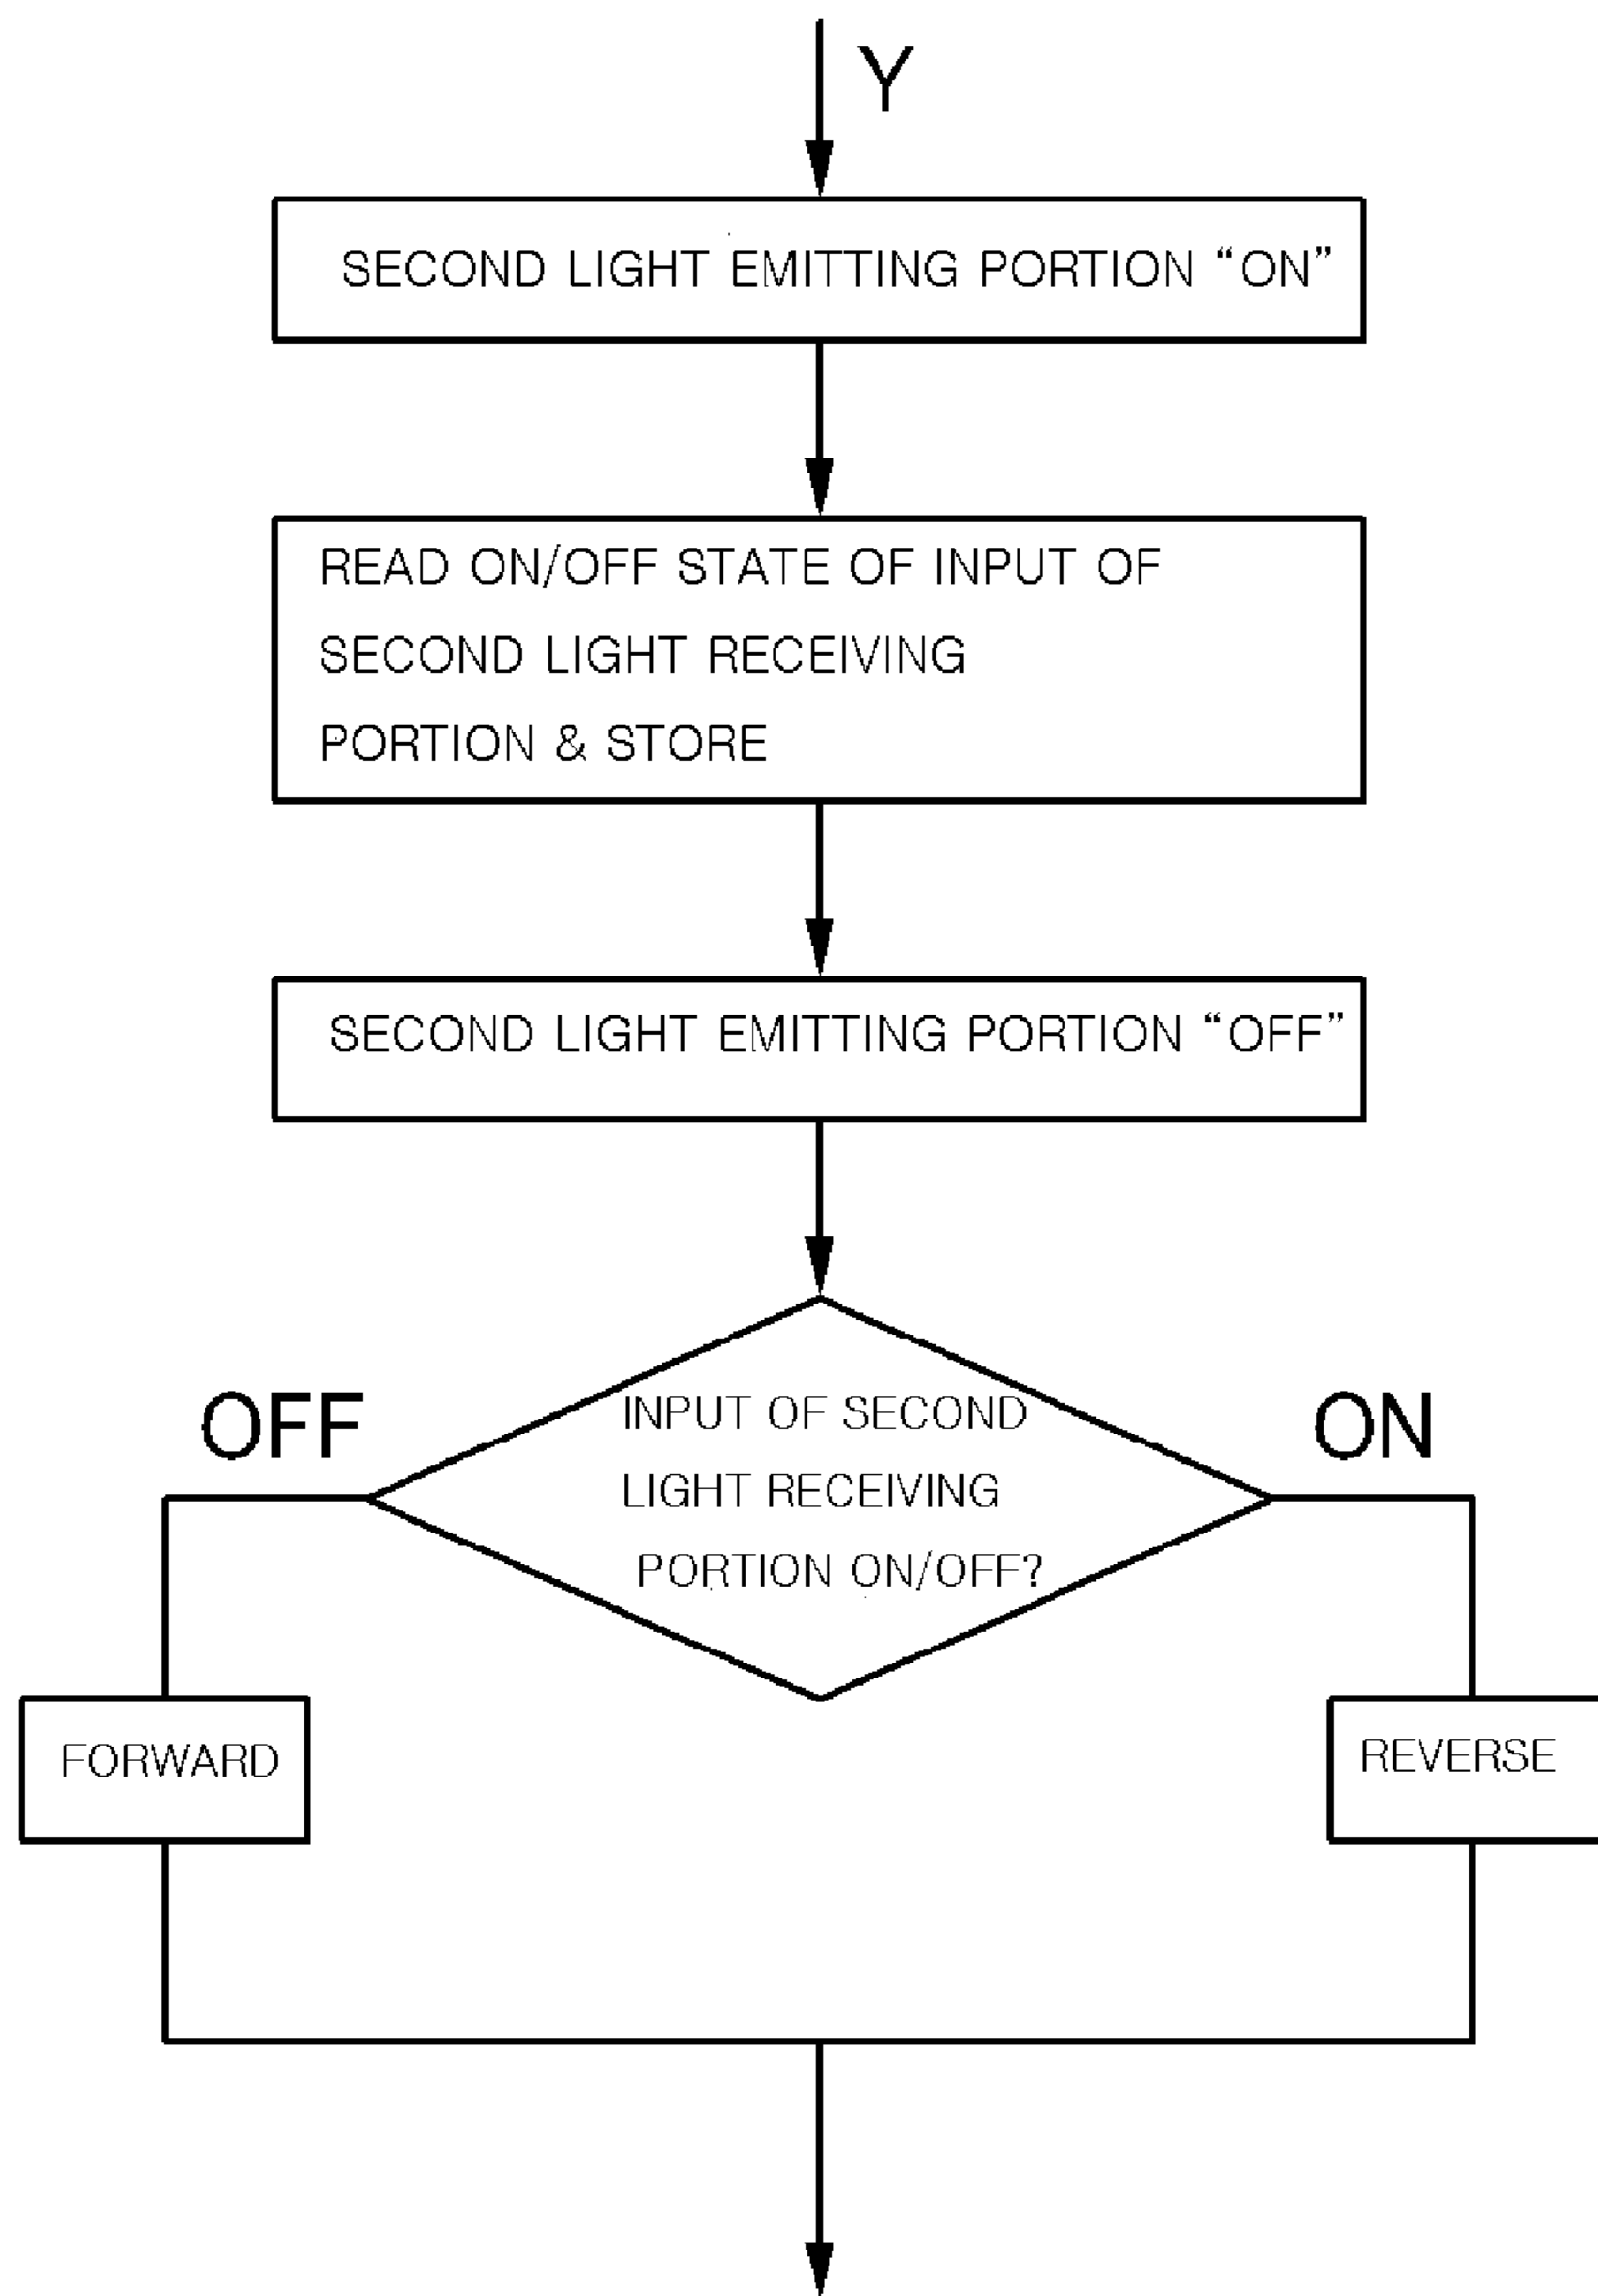 Y
SECOND LIGHT EMITTING PORTION “ON”
READ ON/OFF STATE OF INPUT OF
SECOND LIGHT RECEIVING
PORTION & STORE
SECOND LIGHT EMITTING PORTION “OFF”
OFF
ON
INPUT OF SECOND
LIGHT RECEIVING
PORTION ON/OFF?
FORWARD
REVERSE